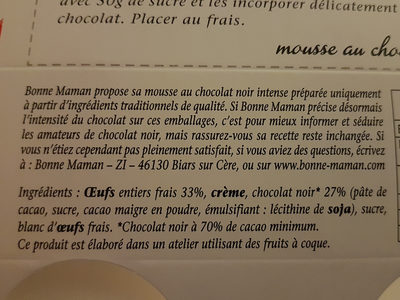 avec 50g de sucre et les incorporer délicatement
chocolat. Placer au frais.
mousse au cho
Bonne Maman propose sa mousse au chocolat noir intense préparée uniquement
à partir d'ingrédients traditionnels de qualité. Si Bonne Maman précise désormais
l'intensité du chocolat sur ces emballages, c'est pour mieux informer et séduire
les amateurs de chocolat noir, mais rassurez-vous sa recette reste inchangée. Si
vous n'étiez cependant pas pleinement satisfait, si vous aviez des questions, écrivez
à : Bonne Maman – ZI – 46130 Biars sur Cère, ou sur www.bonne-maman.com
Ingrédients : Œufs entiers frais 33%, crème, chocolat noir* 27% (pâte de
cacao, sucre, cacao maigre en poudre, émulsifiant : lécithine de soja), sucre,
blanc d'œufs frais. *Chocolat noir à 70% de cacao minimum.
Ce produit est élaboré dans un atelier utilisant des fruits à coque.